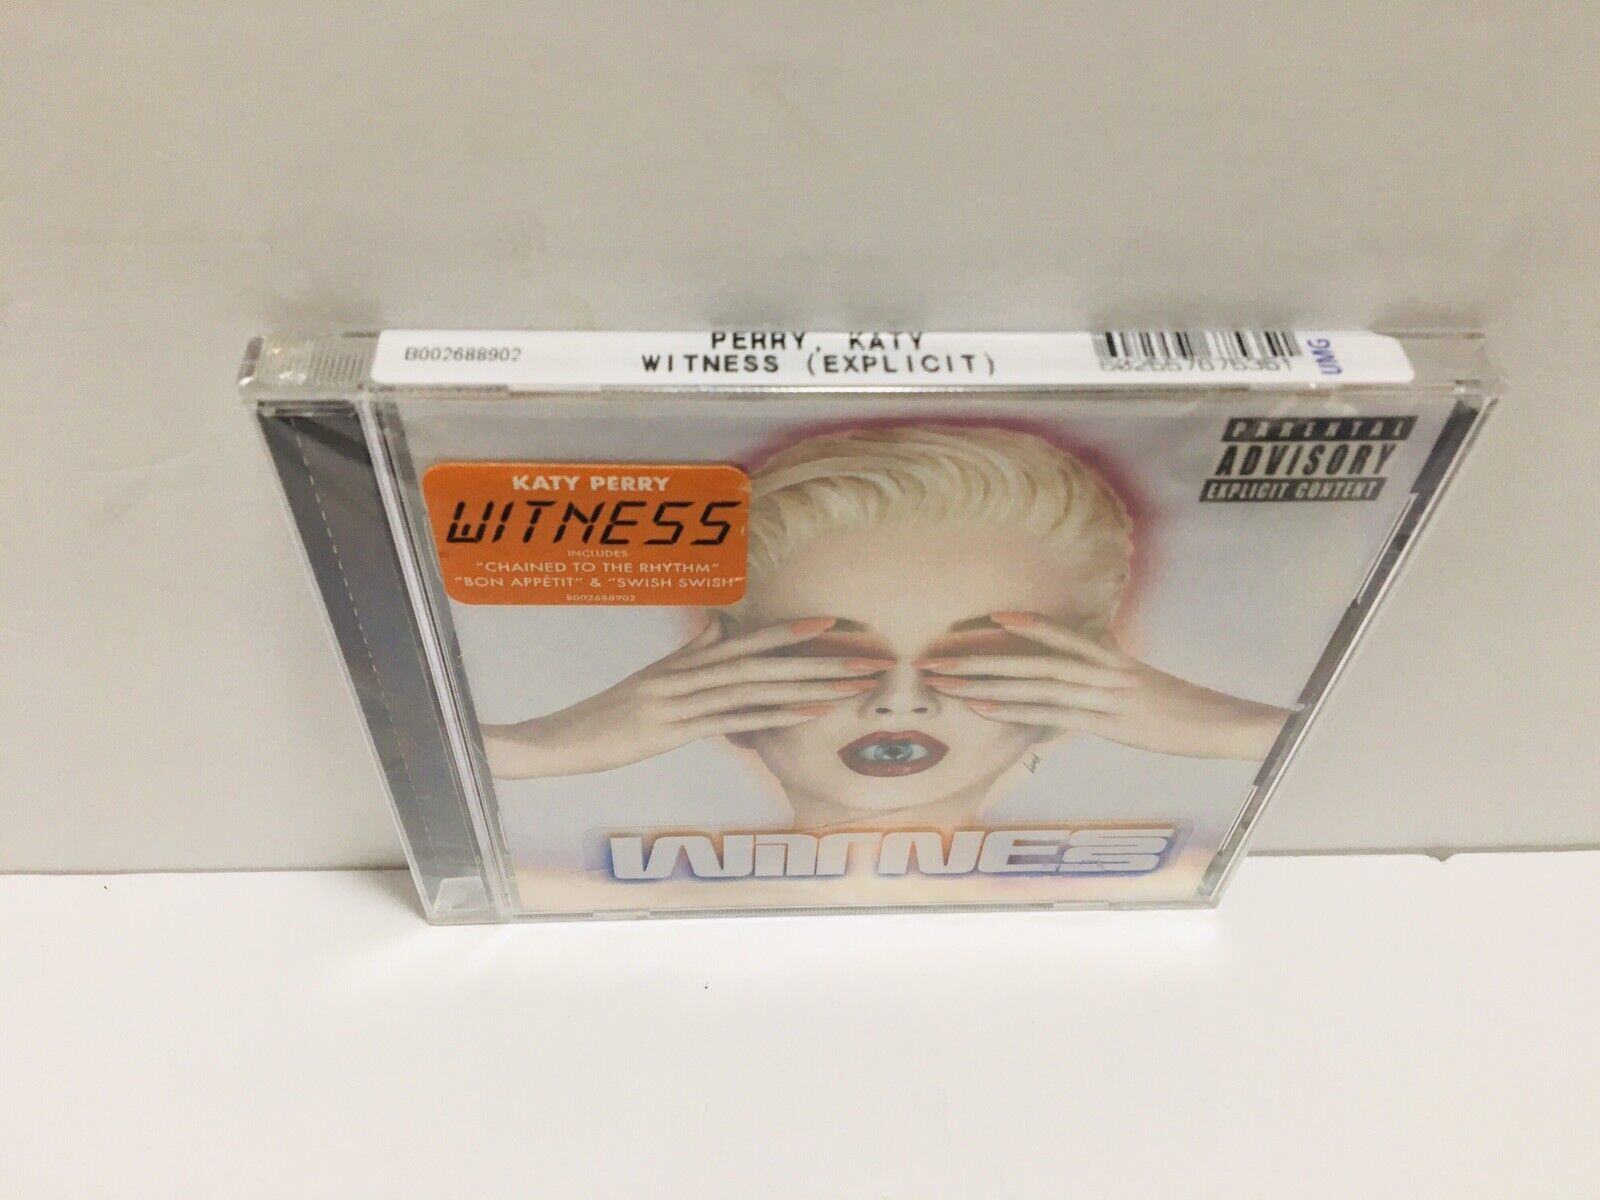 B002688902
PERRY, KATY
WITNESS (EXPLICIT)
UMG
PARENTAL
ADVISORY
EXPLICIT CONTENT
KATY PERRY
WITNESS
INCLUDES
"CHAINED TO THE RHYTHM"
"BON APPÉTIT" & "SWISH SWISH"
B002688902
WITNESS